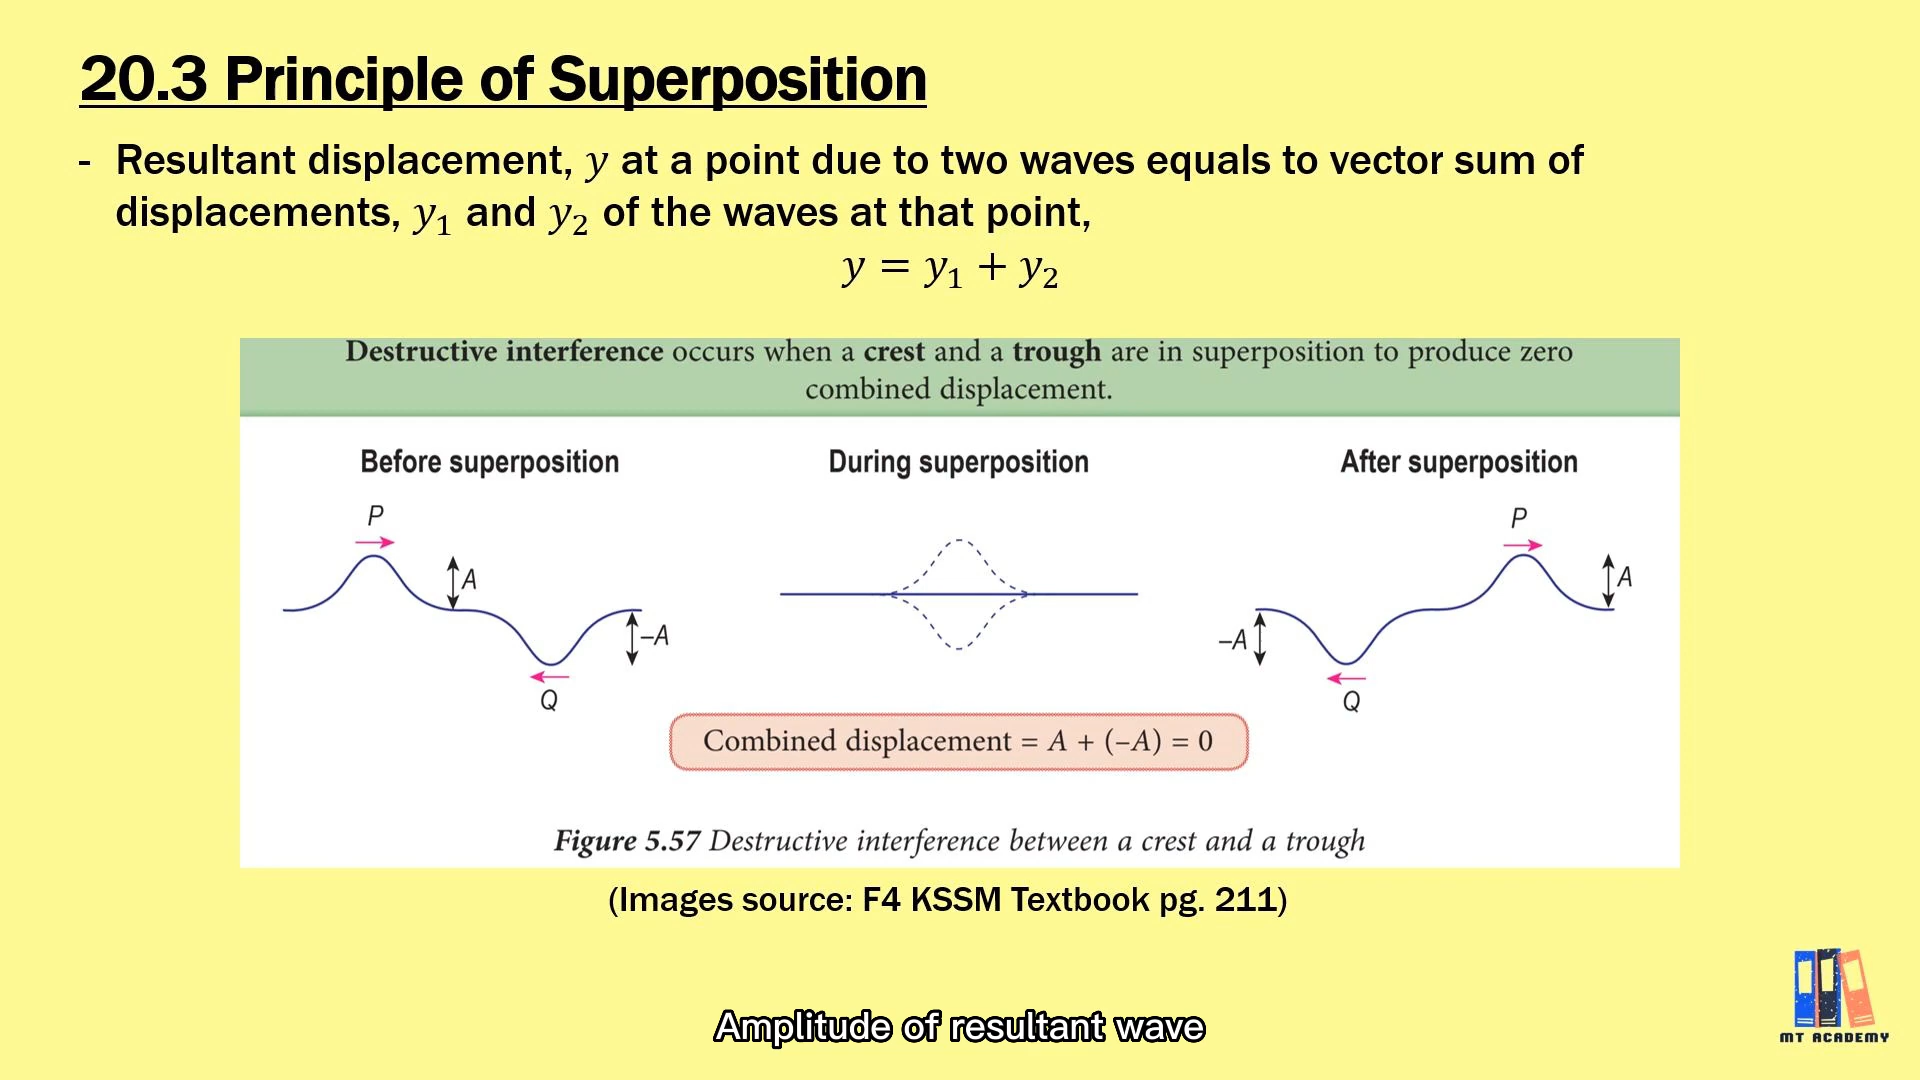 20.3 Principle of Superposition
- Resultant displacement, y at a point due to two waves equals to vector sum of
displacements, y₁ and y₂ of the waves at that point,
y = y₁ + y₂
Destructive interference occurs when a crest and a trough are in superposition to produce zero
combined displacement.
Before superposition
During superposition
After superposition
P
A
–A
Q
P
A
–A
Q
Combined displacement = A + (–A) = 0
Figure 5.57 Destructive interference between a crest and a trough
(Images source: F4 KSSM Textbook pg. 211)
Amplitude of resultant wave
MT ACADEMY